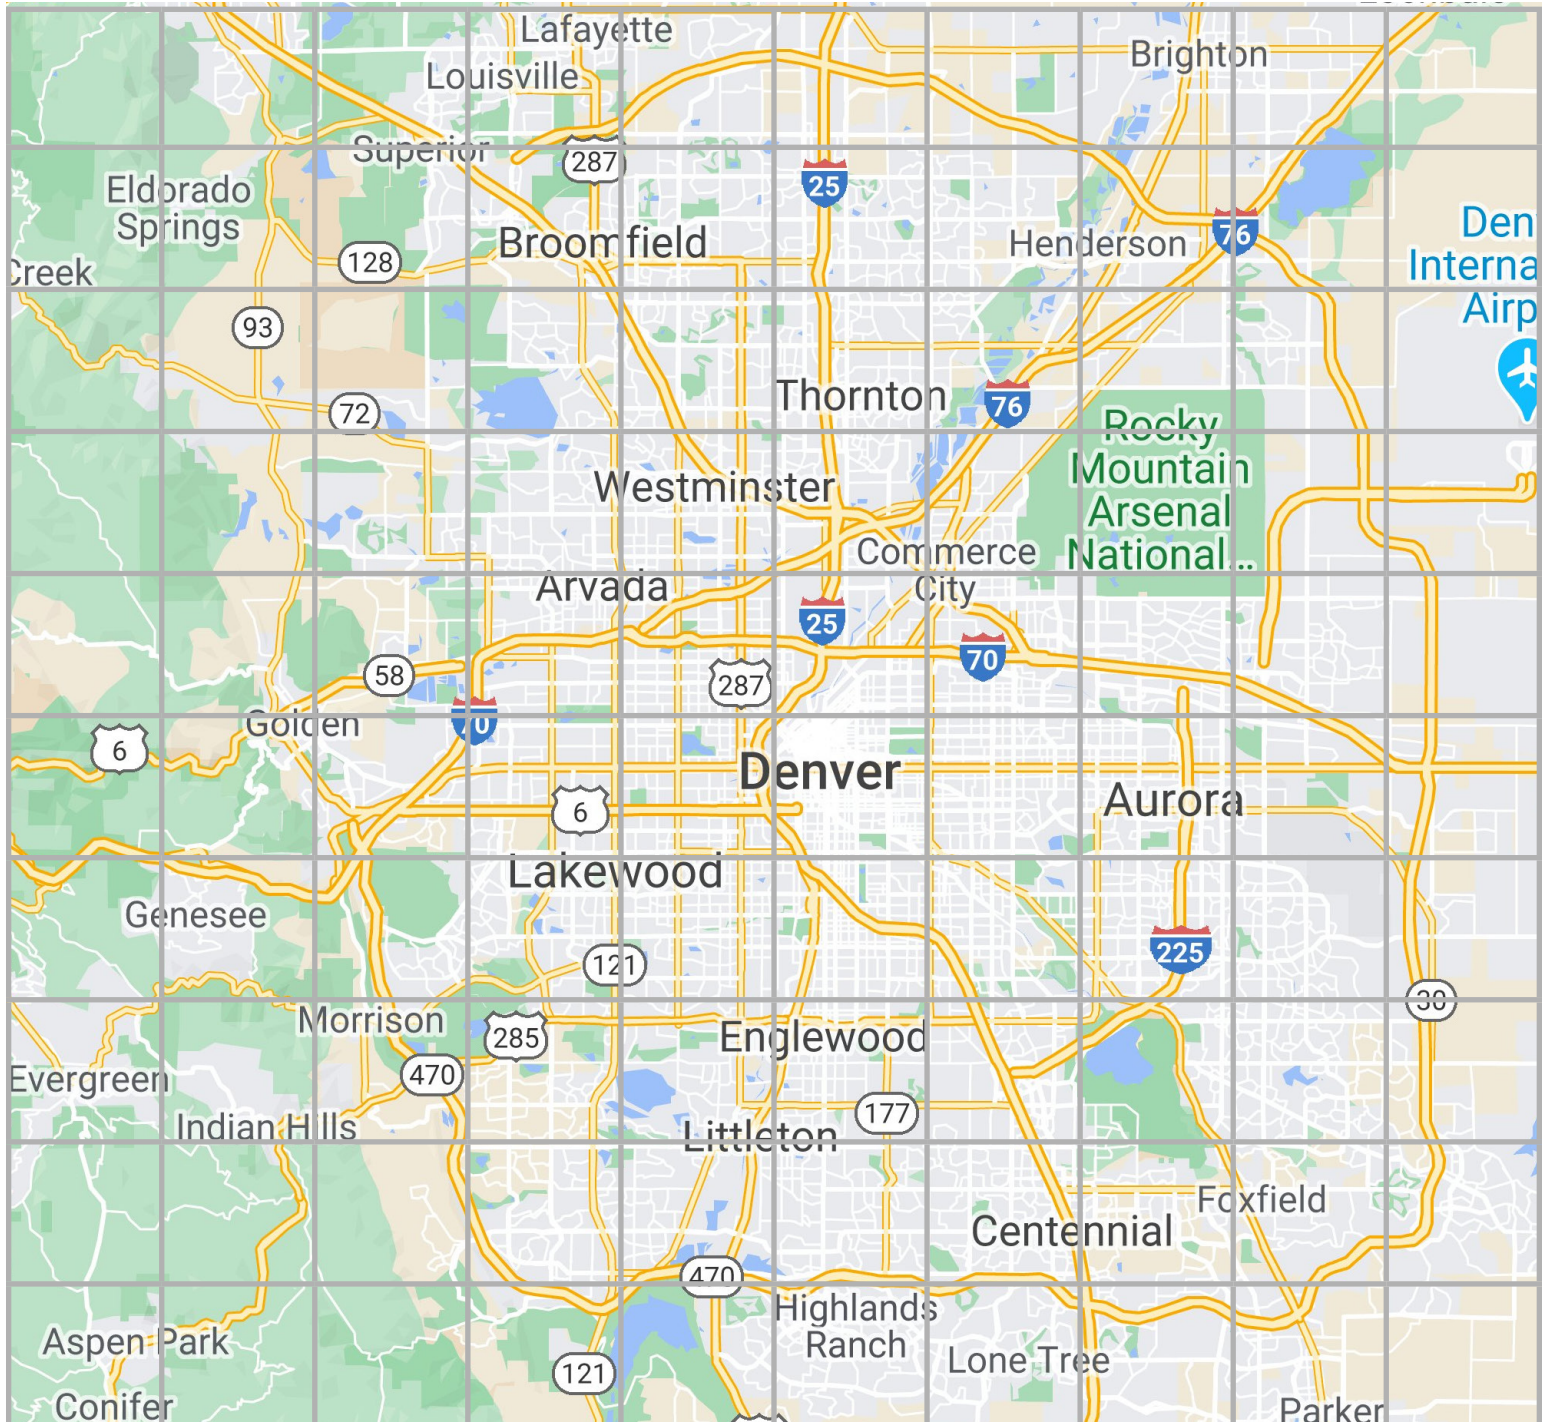 Lafayette
Brighton
Louisville
Superior
287
25
Eldorado
Springs
Den
Broomfield
Henderson
76
Interna
128
Creek
Airp
93
Thornton
76
72
Rocky
Mountain
Westminster
Arsenal
Commerce
National...
City
Arvada
25
70
58
287
Golden
70
6
Denver
6
Aurora
Lakewood
Genesee
225
121
30
Morrison
285
Englewood
470
Evergreen
177
Indian Hills
Littleton
Foxfield
Centennial
470
Highlands
Ranch
Aspen Park
Lone Tree
121
Conifer
Parker